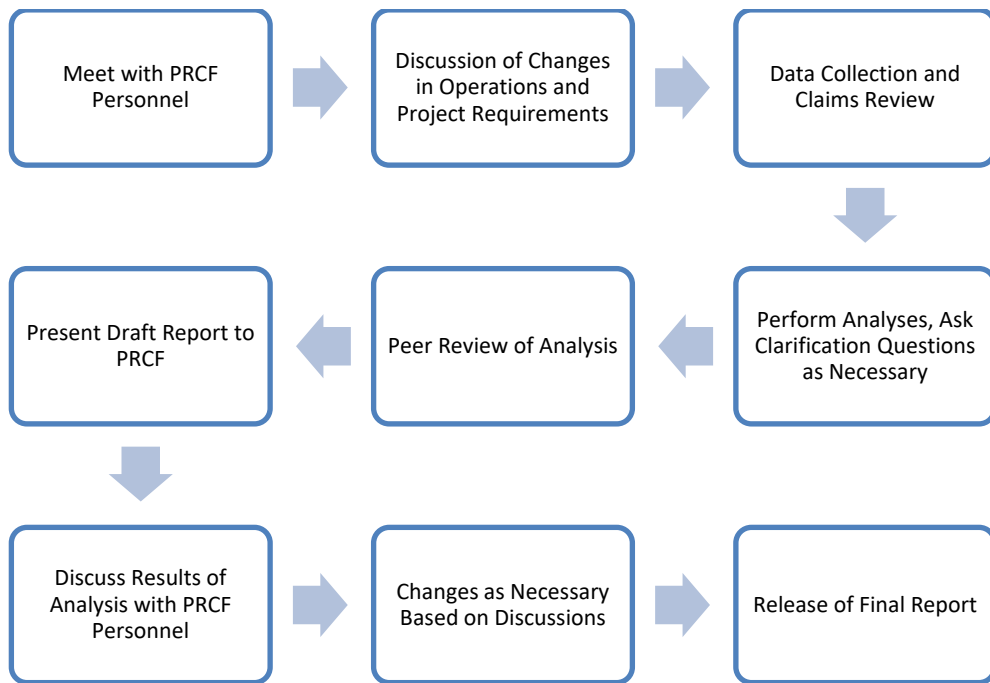 Meet with PRCF
Personnel
Discussion of Changes
in Operations and
Project Requirements
Data Collection and
Claims Review
Perform Analyses, Ask
Clarification Questions
as Necessary
Peer Review of Analysis
Present Draft Report to
PRCF
Discuss Results of
Analysis with PRCF
Personnel
Changes as Necessary
Based on Discussions
Release of Final Report